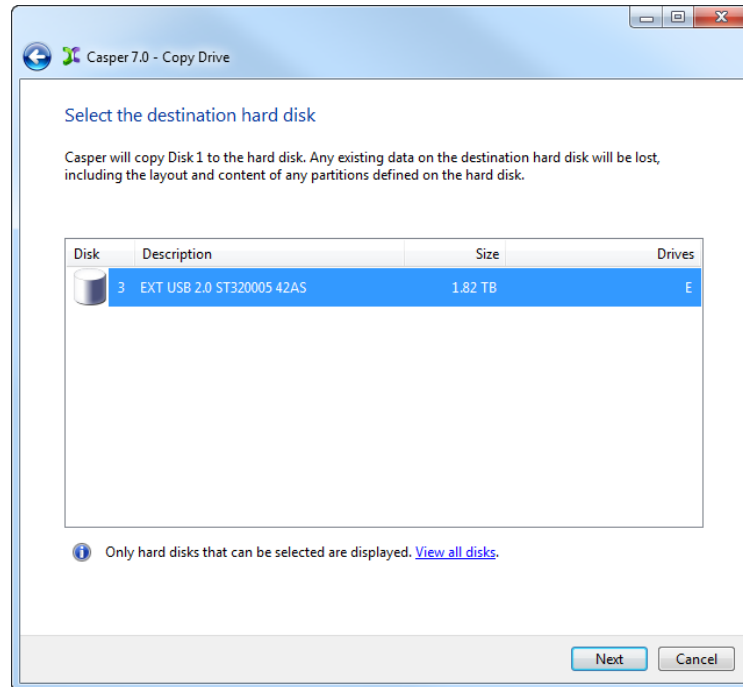 Casper 7.0 - Copy Drive
Select the destination hard disk
Casper will copy Disk 1 to the hard disk. Any existing data on the destination hard disk will be lost,
including the layout and content of any partitions defined on the hard disk.
Disk Description Size Drives
3 EXT USB 2.0 ST320005 42AS 1.82 TB E
Only hard disks that can be selected are displayed. View all disks.
Next Cancel